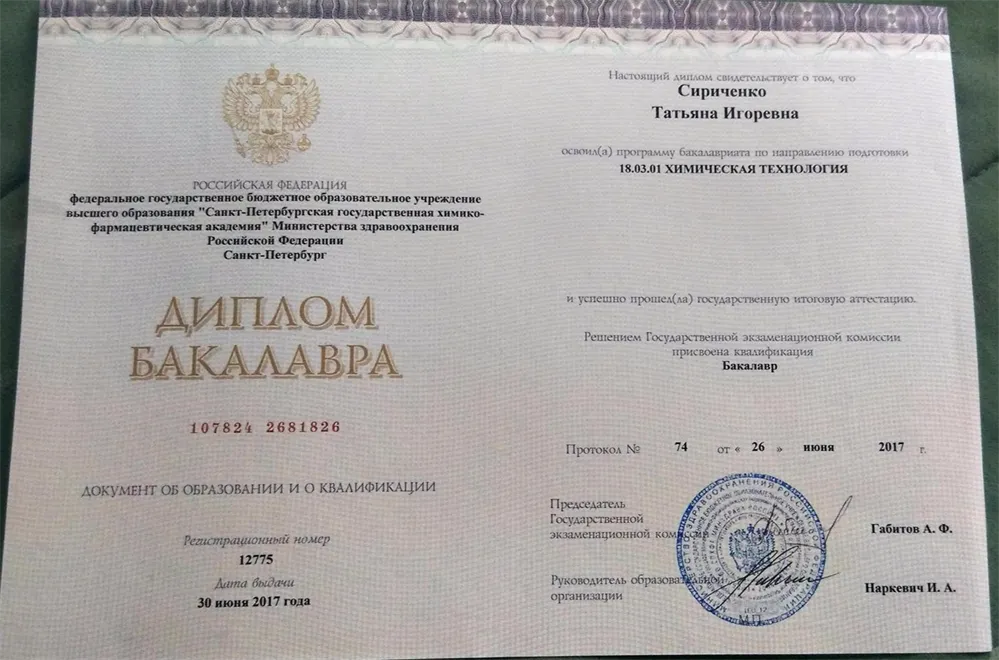 РОССИЙСКАЯ ФЕДЕРАЦИЯ
федеральное государственное бюджетное образовательное учреждение
высшего образования "Санкт-Петербургская государственная химико-
фармацевтическая академия" Министерства здравоохранения
Российской Федерации
Санкт-Петербург
ДИПЛОМ
БАКАЛАВРА
107824 2681826
ДОКУМЕНТ ОБ ОБРАЗОВАНИИ И О КВАЛИФИКАЦИИ
Регистрационный номер
12775
Дата выдачи
30 июня 2017 года
Настоящий диплом свидетельствует о том, что
Сириченко
Татьяна Игоревна
освоил(а) программу бакалавриата по направлению подготовки
18.03.01 ХИМИЧЕСКАЯ ТЕХНОЛОГИЯ
и успешно прошел(ла) государственную итоговую аттестацию.
Решением Государственной экзаменационной комиссии
присвоена квалификация
Бакалавр
Протокол № 74 от « 26 » июня 2017 г.
Председатель
Государственной
экзаменационной комиссии
Габитов А. Ф.
Руководитель образовательной
организации
Наркевич И. А.
М.П.